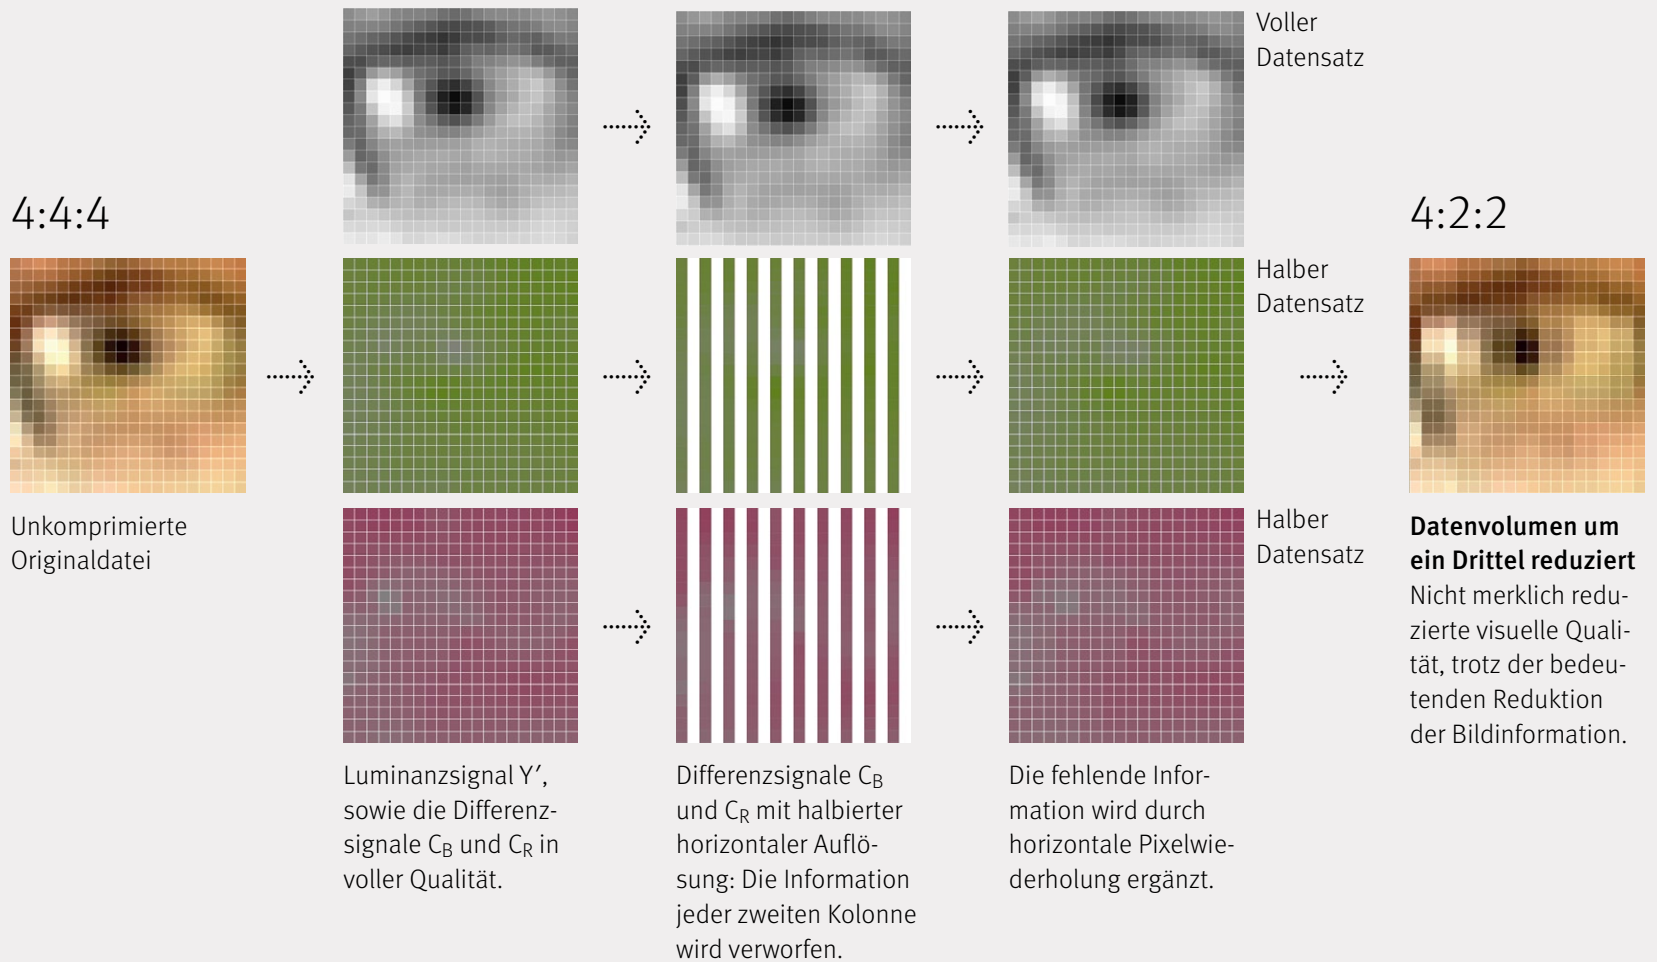 Voller
Datensatz
4:4:4
4:2:2
Halber
Datensatz
Unkomprimierte
Originaldatei
Halber
Datensatz
Datenvolumen um
ein Drittel reduziert
Nicht merklich redu-
zierte visuelle Quali-
tät, trotz der bedeu-
tenden Reduktion
der Bildinformation.
Luminanzsignal Y′,
sowie die Differenz-
signale CB und CR in
voller Qualität.
Differenzsignale CB
und CR mit halbierter
horizontaler Auflö-
sung: Die Information
jeder zweiten Kolonne
wird verworfen.
Die fehlende Infor-
mation wird durch
horizontale Pixelwie-
derholung ergänzt.